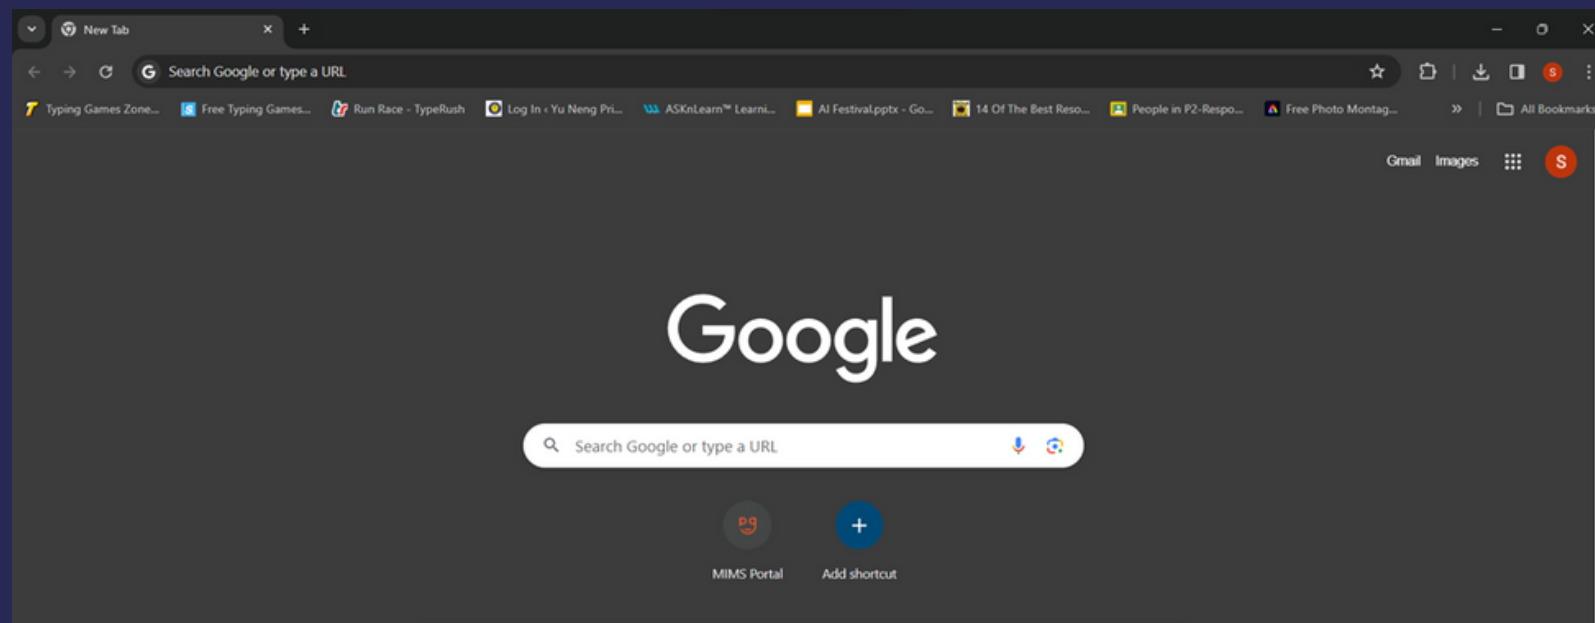 New Tab
G Search Google or type a URL S
Typing Games Zone... Free Typing Games... Run Race - TypeRush Log In ‹ Yu Neng Pri... ASKnLearn™ Learni... AI Festival.pptx - Go... 14 Of The Best Reso... People in P2-Respo... Free Photo Montag... » All Bookmarks
Gmail Images S
Google
Search Google or type a URL
MIMS Portal Add shortcut